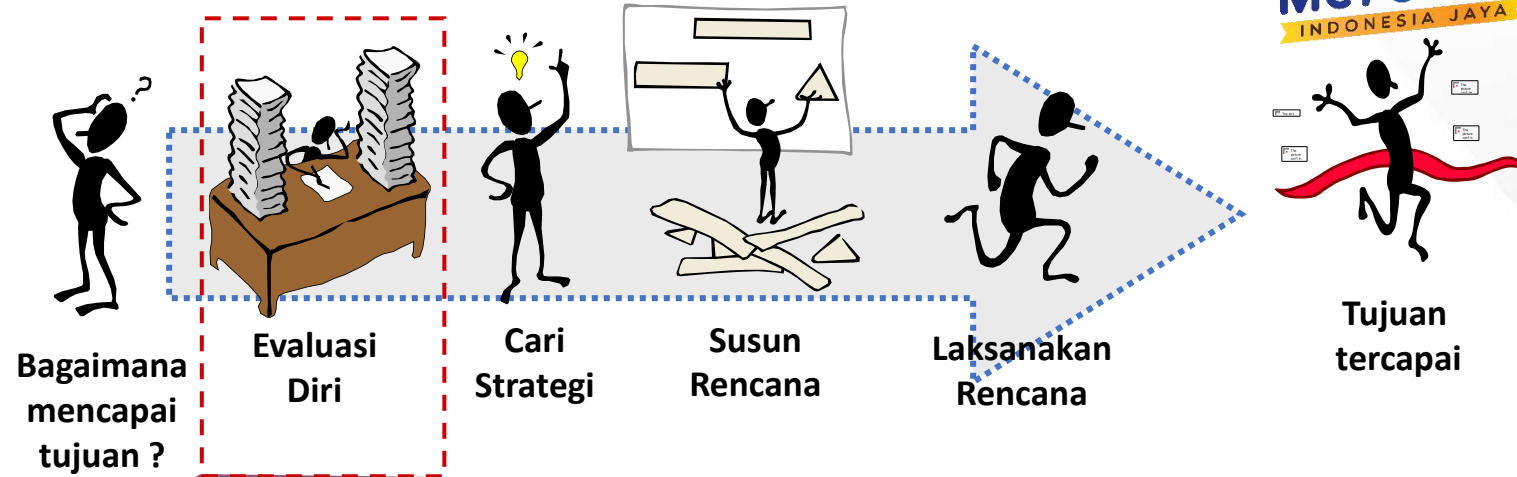 INDONESIA JAYA
?
Bagaimana
mencapai
tujuan ?
Evaluasi
Diri
Cari
Strategi
Susun
Rencana
Laksanakan
Rencana
Tujuan
tercapai